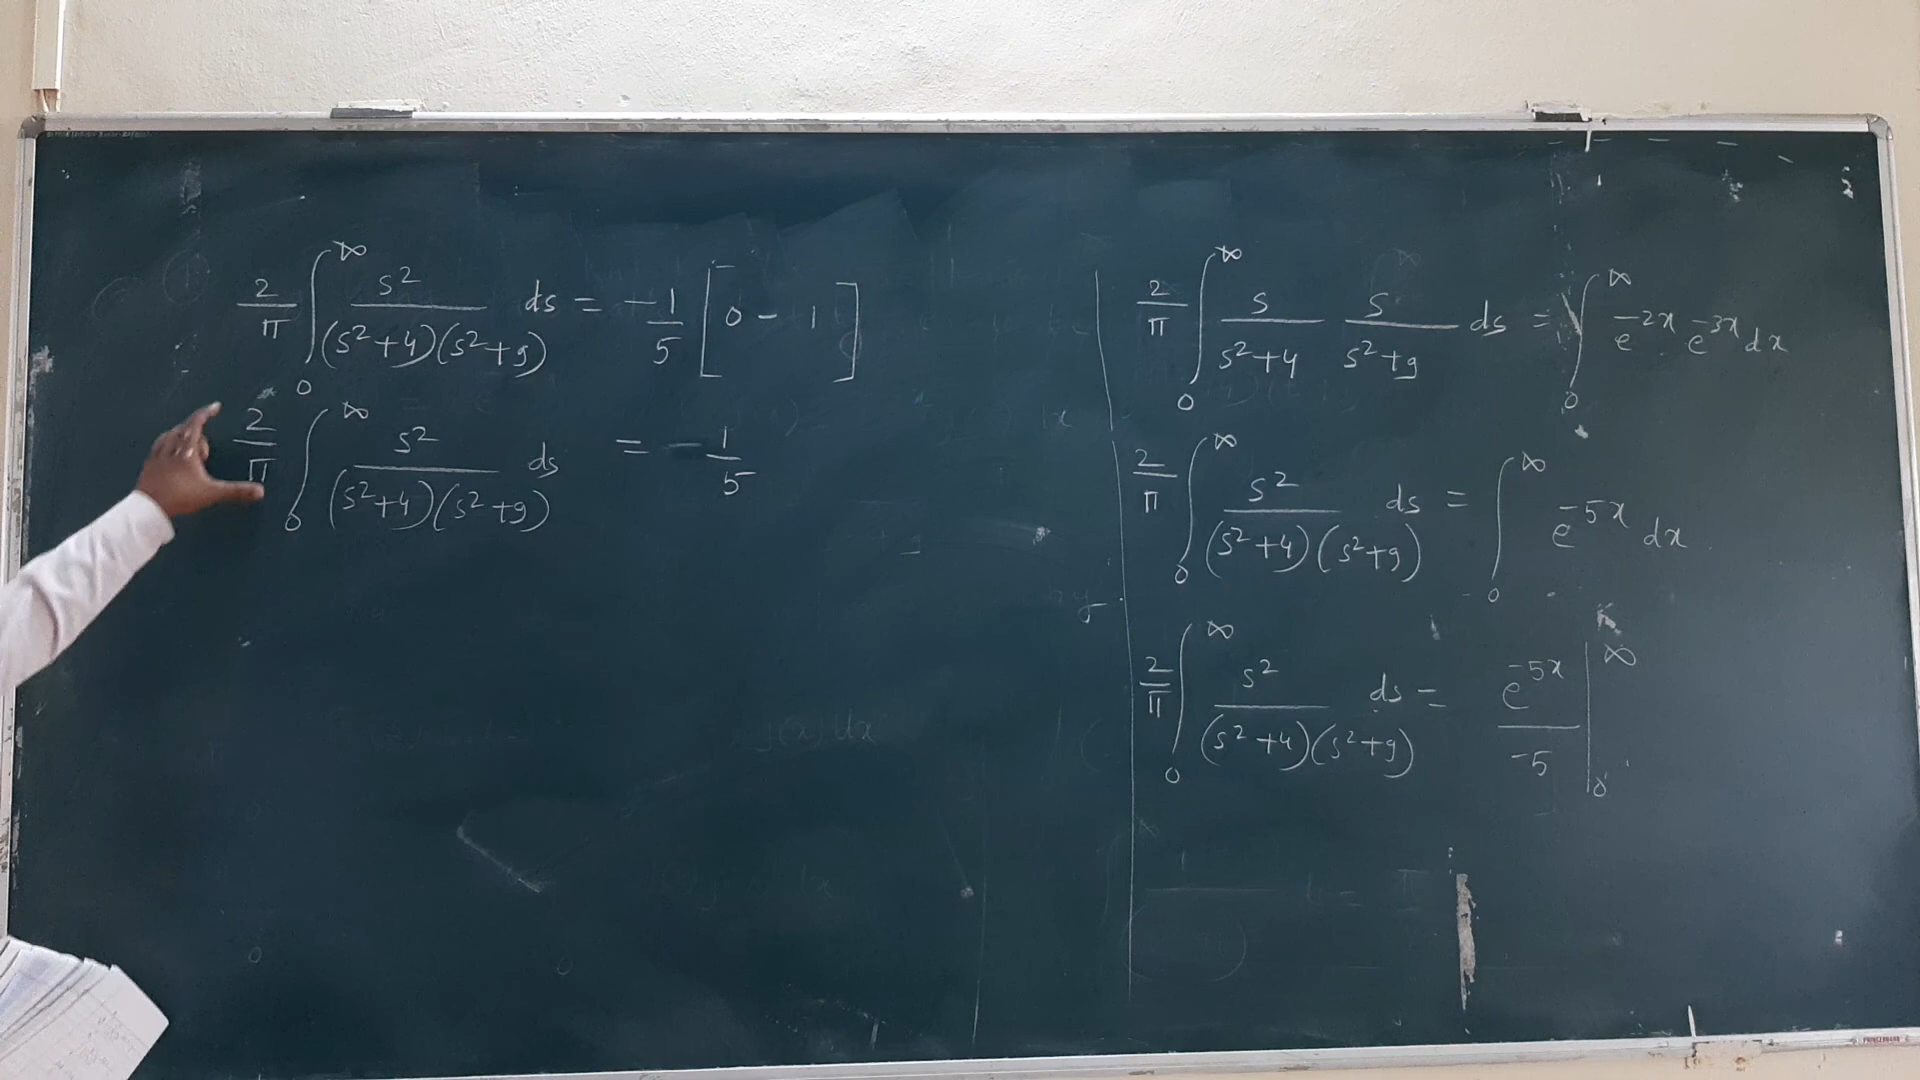 2/π ∫₀^∞ s²/((s²+4)(s²+9)) ds = -1/5 [0 - 1]
2/π ∫₀^∞ s²/((s²+4)(s²+9)) ds = - 1/5
2/π ∫₀^∞ s/(s²+4) s/(s²+9) ds = ∫₀^∞ e^(-2x) . e^(-3x) dx
2/π ∫₀^∞ s²/((s²+4)(s²+9)) ds = ∫₀^∞ e^(-5x) dx
2/π ∫₀^∞ s²/((s²+4)(s²+9)) ds = e^(-5x)/(-5) |₀^∞